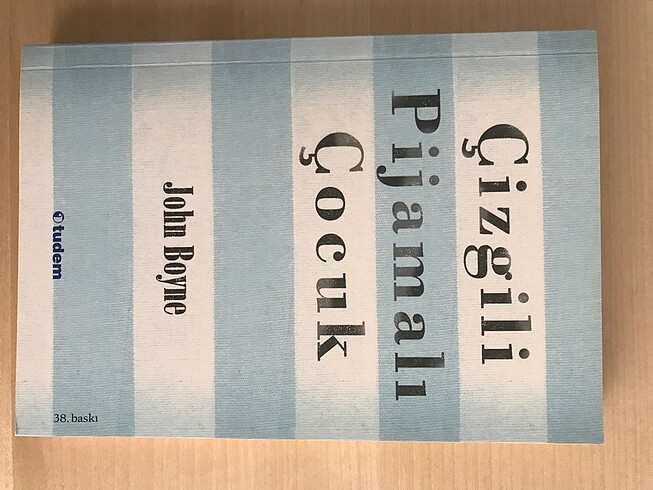 Çizgili
Pijamalı
Çocuk
John Boyne
tudem
38. baskı